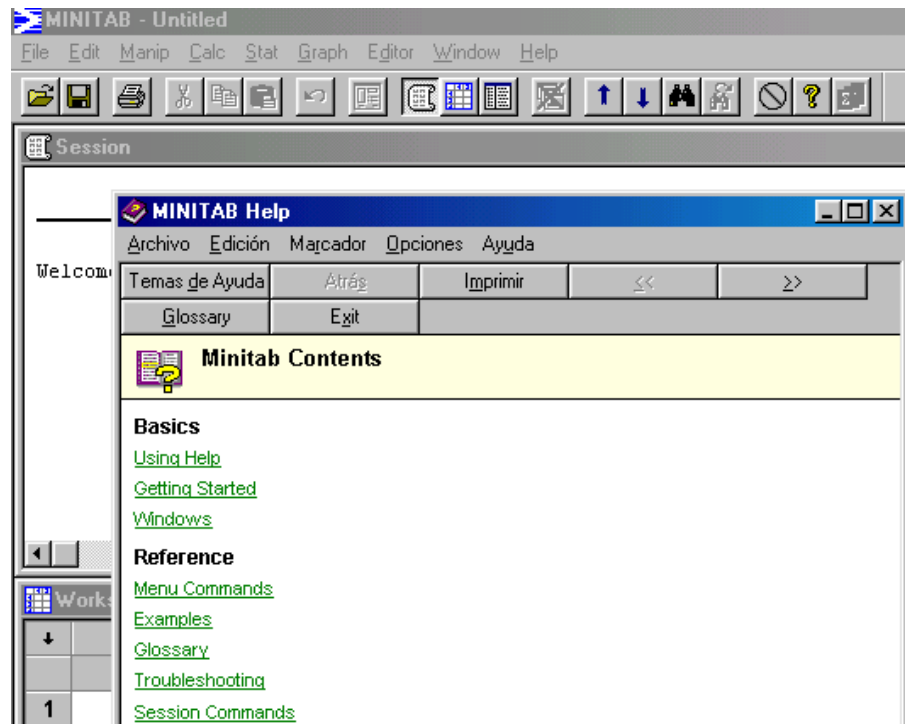 MINITAB - Untitled
File Edit Manip Calc Stat Graph Editor Window Help
Session
MINITAB Help
Archivo Edición Marcador Opciones Ayuda
Temas de Ayuda Atrás Imprimir << >>
Glossary Exit
Minitab Contents
Basics
Using Help
Getting Started
Windows
Reference
Menu Commands
Examples
Glossary
Troubleshooting
Session Commands
Welcom
Works
1